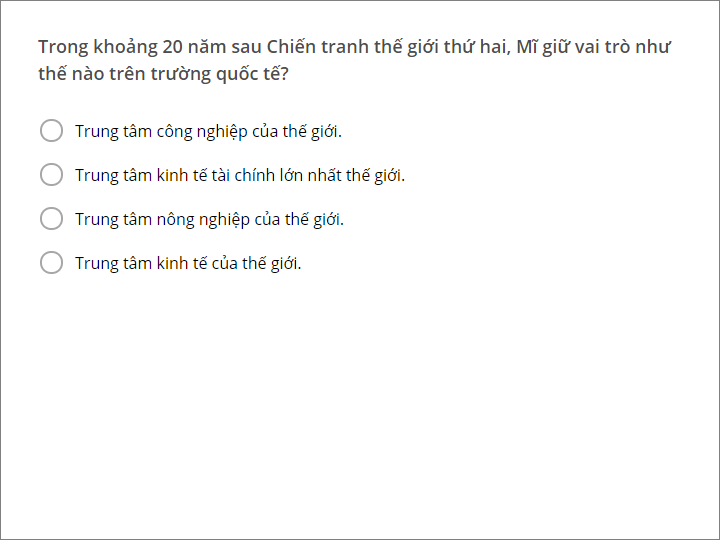 Trong khoảng 20 năm sau Chiến tranh thế giới thứ hai, Mĩ giữ vai trò như
thế nào trên trường quốc tế?
Trung tâm công nghiệp của thế giới.
Trung tâm kinh tế tài chính lớn nhất thế giới.
Trung tâm nông nghiệp của thế giới.
Trung tâm kinh tế của thế giới.